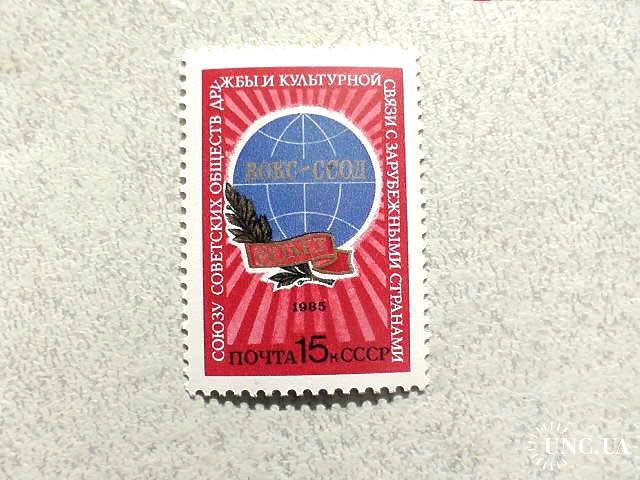 СОЮЗУ СОВЕТСКИХ ОБЩЕСТВ ДРУЖБЫ И КУЛЬТУРНОЙ СВЯЗИ С ЗАРУБЕЖНЫМИ СТРАНАМИ
ВОКС-ССОД
1985
ПОЧТА 15к СССР
UNC.UA